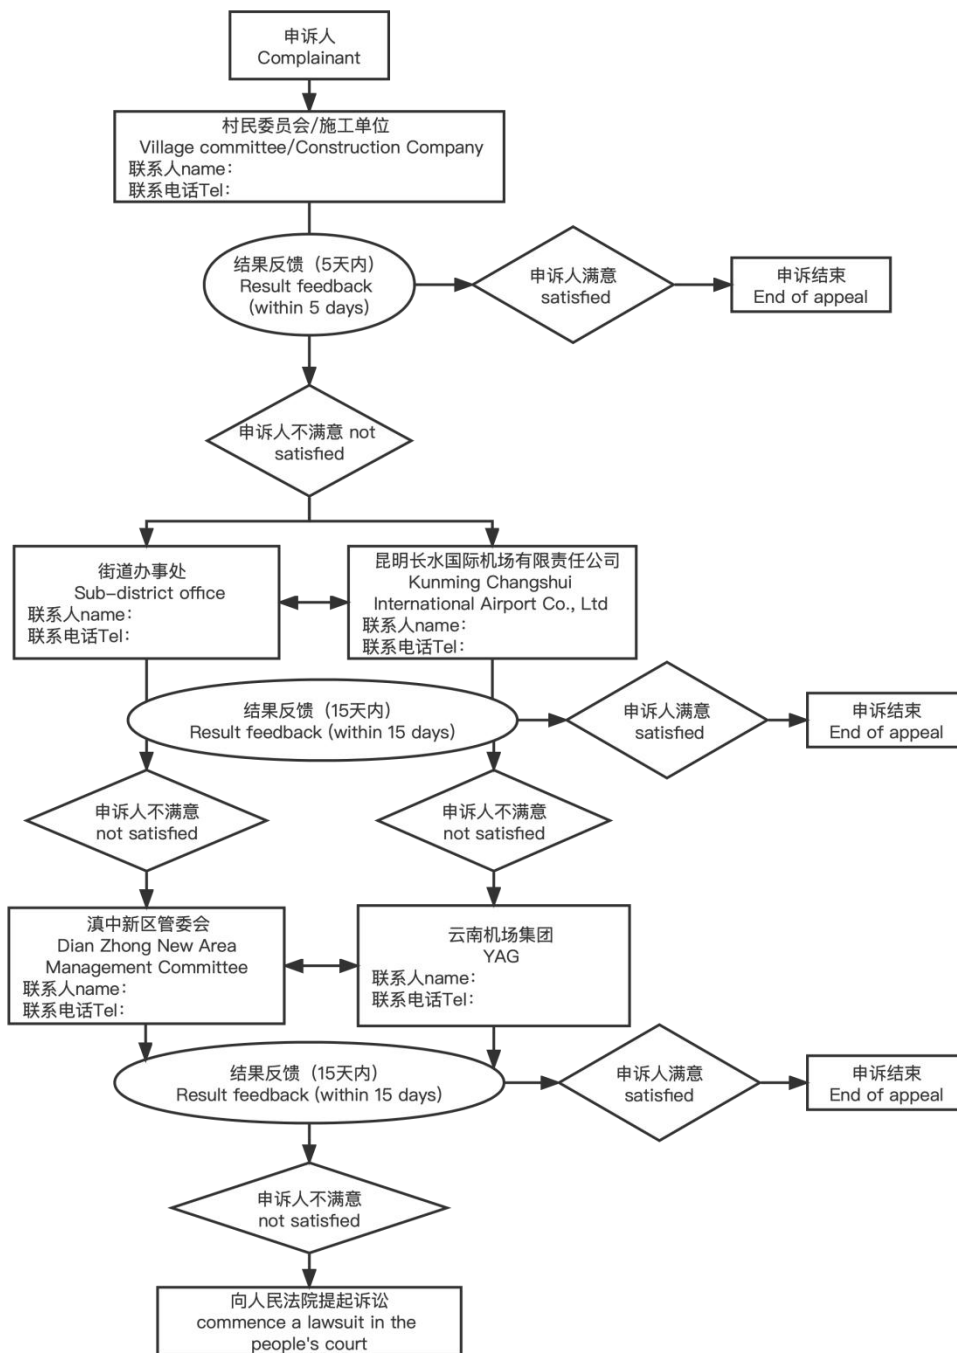 申诉人
Complainant
村民委员会/施工单位
Village committee/Construction Company
联系人name：
联系电话Tel：
结果反馈（5天内）
Result feedback
(within 5 days)
申诉人满意
satisfied
申诉结束
End of appeal
申诉人不满意 not
satisfied
街道办事处
Sub-district office
联系人name：
联系电话Tel：
昆明长水国际机场有限责任公司
Kunming Changshui
International Airport Co., Ltd
联系人name：
联系电话Tel：
结果反馈（15天内）
Result feedback (within 15 days)
申诉人满意
satisfied
申诉结束
End of appeal
申诉人不满意
not satisfied
申诉人不满意
not satisfied
滇中新区管委会
Dian Zhong New Area
Management Committee
联系人name：
联系电话Tel：
云南机场集团
YAG
联系人name：
联系电话Tel：
结果反馈（15天内）
Result feedback (within 15 days)
申诉人满意
satisfied
申诉结束
End of appeal
申诉人不满意
not satisfied
向人民法院提起诉讼
commence a lawsuit in the
people's court